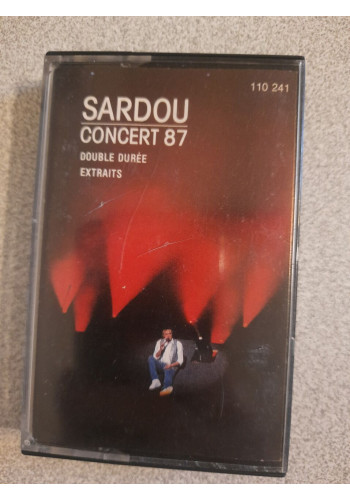 110 241
SARDOU
CONCERT 87
DOUBLE DURÉE
EXTRAITS